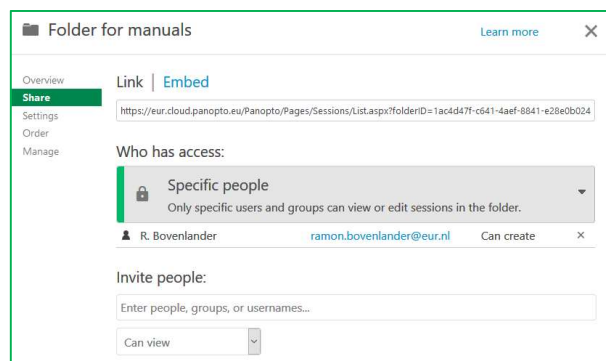 Folder for manuals
Learn more
Overview
Share
Settings
Order
Manage
Link | Embed
https://eur.cloud.panopto.eu/Panopto/Pages/Sessions/List.aspx?folderID=1ac4d47f-c641-4aef-8841-e28e0b024
Who has access:
Specific people
Only specific users and groups can view or edit sessions in the folder.
R. Bovenlander ramon.bovenlander@eur.nl Can create
Invite people:
Enter people, groups, or usernames...
Can view